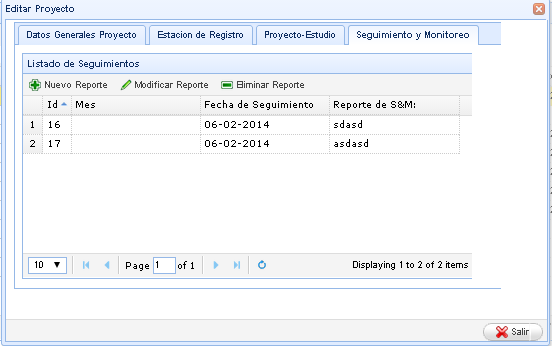 Editar Proyecto
Datos Generales Proyecto Estacion de Registro Proyecto-Estudio Seguimiento y Monitoreo
Listado de Seguimientos
Nuevo Reporte Modificar Reporte Eliminar Reporte
Id Mes Fecha de Seguimiento Reporte de S&M:
1 16 06-02-2014 sdasd
2 17 06-02-2014 asdasd
10 Page 1 of 1 Displaying 1 to 2 of 2 items
Salir